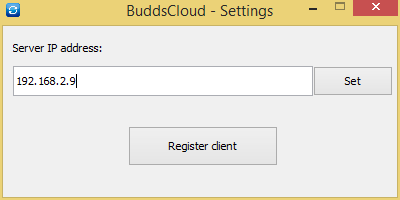 BuddsCloud - Settings
Server IP address:
192.168.2.9
Set
Register client